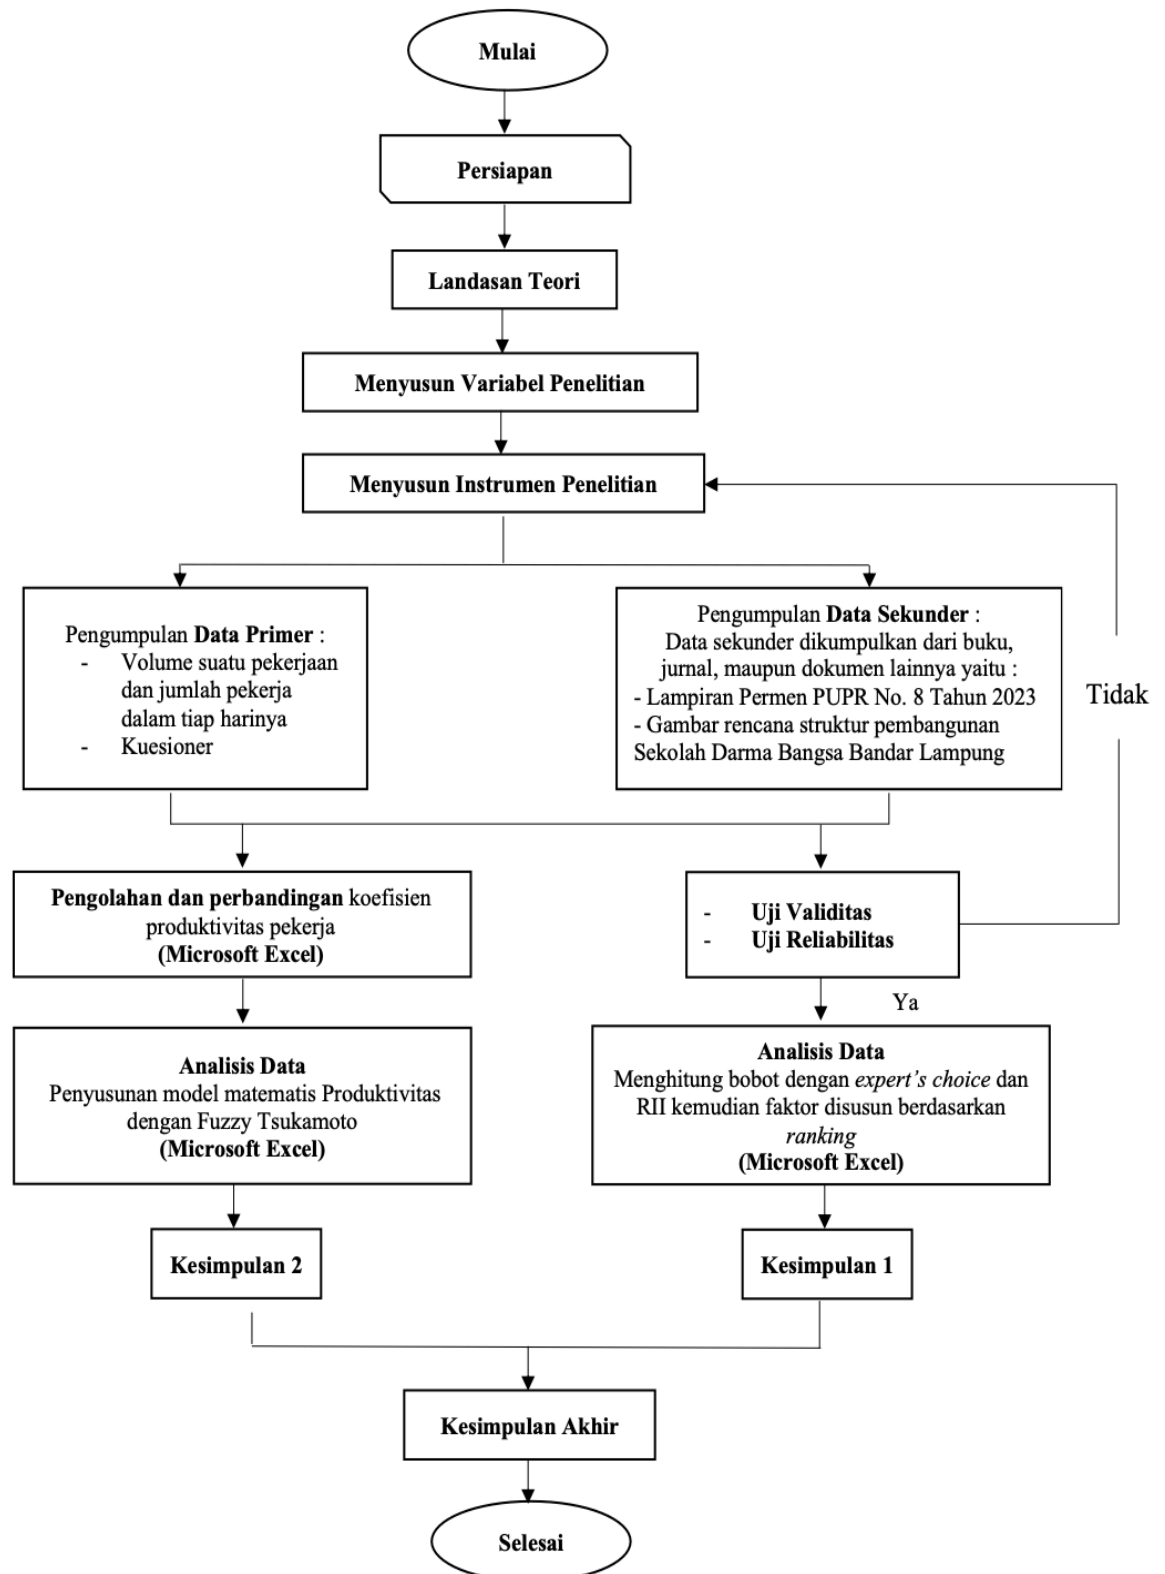 Mulai
Persiapan
Landasan Teori
Menyusun Variabel Penelitian
Menyusun Instrumen Penelitian
Pengumpulan Data Primer :
- Volume suatu pekerjaan
dan jumlah pekerja
dalam tiap harinya
- Kuesioner
Pengumpulan Data Sekunder :
Data sekunder dikumpulkan dari buku,
jurnal, maupun dokumen lainnya yaitu :
- Lampiran Permen PUPR No. 8 Tahun 2023
- Gambar rencana struktur pembangunan
Sekolah Darma Bangsa Bandar Lampung
Tidak
Pengolahan dan perbandingan koefisien
produktivitas pekerja
(Microsoft Excel)
- Uji Validitas
- Uji Reliabilitas
Ya
Analisis Data
Penyusunan model matematis Produktivitas
dengan Fuzzy Tsukamoto
(Microsoft Excel)
Analisis Data
Menghitung bobot dengan expert’s choice dan
RII kemudian faktor disusun berdasarkan
ranking
(Microsoft Excel)
Kesimpulan 2
Kesimpulan 1
Kesimpulan Akhir
Selesai